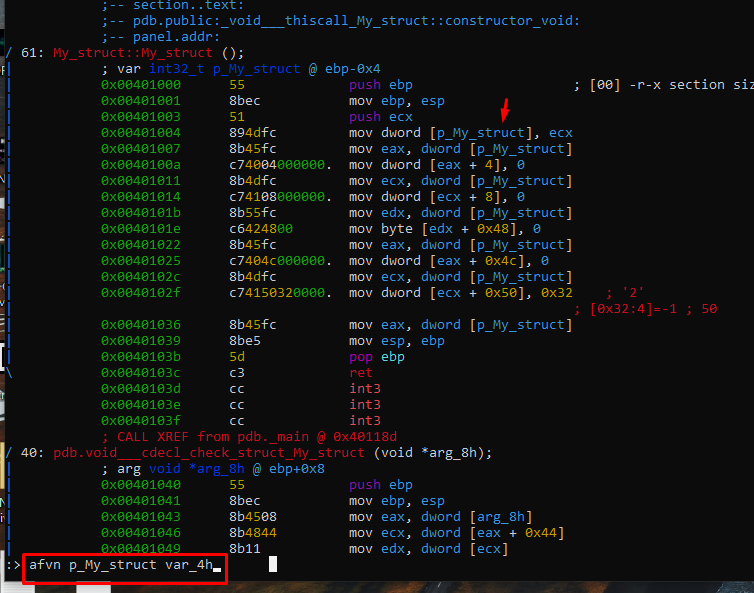 ;-- section..text:
;-- pdb.public:_void___thiscall_My_struct::constructor_void:
;-- panel.addr:
/ 61: My_struct::My_struct ();
| ; var int32_t p_My_struct @ ebp-0x4
| 0x00401000 55 push ebp ; [00] -r-x section siz
| 0x00401001 8bec mov ebp, esp
| 0x00401003 51 push ecx
| 0x00401004 894dfc mov dword [p_My_struct], ecx
| 0x00401007 8b45fc mov eax, dword [p_My_struct]
| 0x0040100a c74004000000. mov dword [eax + 4], 0
| 0x00401011 8b4dfc mov ecx, dword [p_My_struct]
| 0x00401014 c74108000000. mov dword [ecx + 8], 0
| 0x0040101b 8b55fc mov edx, dword [p_My_struct]
| 0x0040101e c6424800 mov byte [edx + 0x48], 0
| 0x00401022 8b45fc mov eax, dword [p_My_struct]
| 0x00401025 c7404c000000. mov dword [eax + 0x4c], 0
| 0x0040102c 8b4dfc mov ecx, dword [p_My_struct]
| 0x0040102f c74150320000. mov dword [ecx + 0x50], 0x32 ; '2'
| ; [0x32:4]=-1 ; 50
| 0x00401036 8b45fc mov eax, dword [p_My_struct]
| 0x00401039 8be5 mov esp, ebp
| 0x0040103b 5d pop ebp
\ 0x0040103c c3 ret
0x0040103d cc int3
0x0040103e cc int3
0x0040103f cc int3
; CALL XREF from pdb._main @ 0x40118d
/ 40: pdb.void___cdecl_check_struct_My_struct (void *arg_8h);
| ; arg void *arg_8h @ ebp+0x8
| 0x00401040 55 push ebp
| 0x00401041 8bec mov ebp, esp
| 0x00401043 8b4508 mov eax, dword [arg_8h]
| 0x00401046 8b4844 mov ecx, dword [eax + 0x44]
| 0x00401049 8b11 mov edx, dword [ecx]
:> afvn p_My_struct var_4h